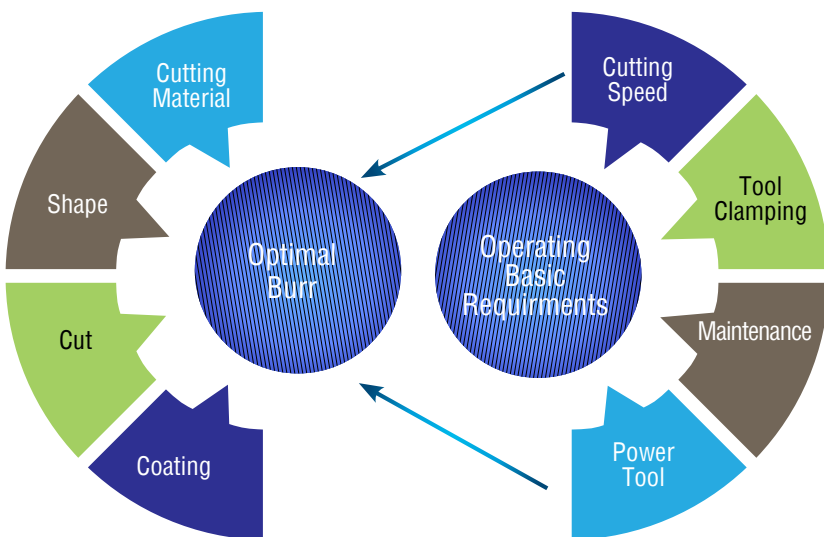 Cutting
Material
Shape
Cut
Coating
Optimal
Burr
Operating
Basic
Requirments
Cutting
Speed
Tool
Clamping
Maintenance
Power
Tool